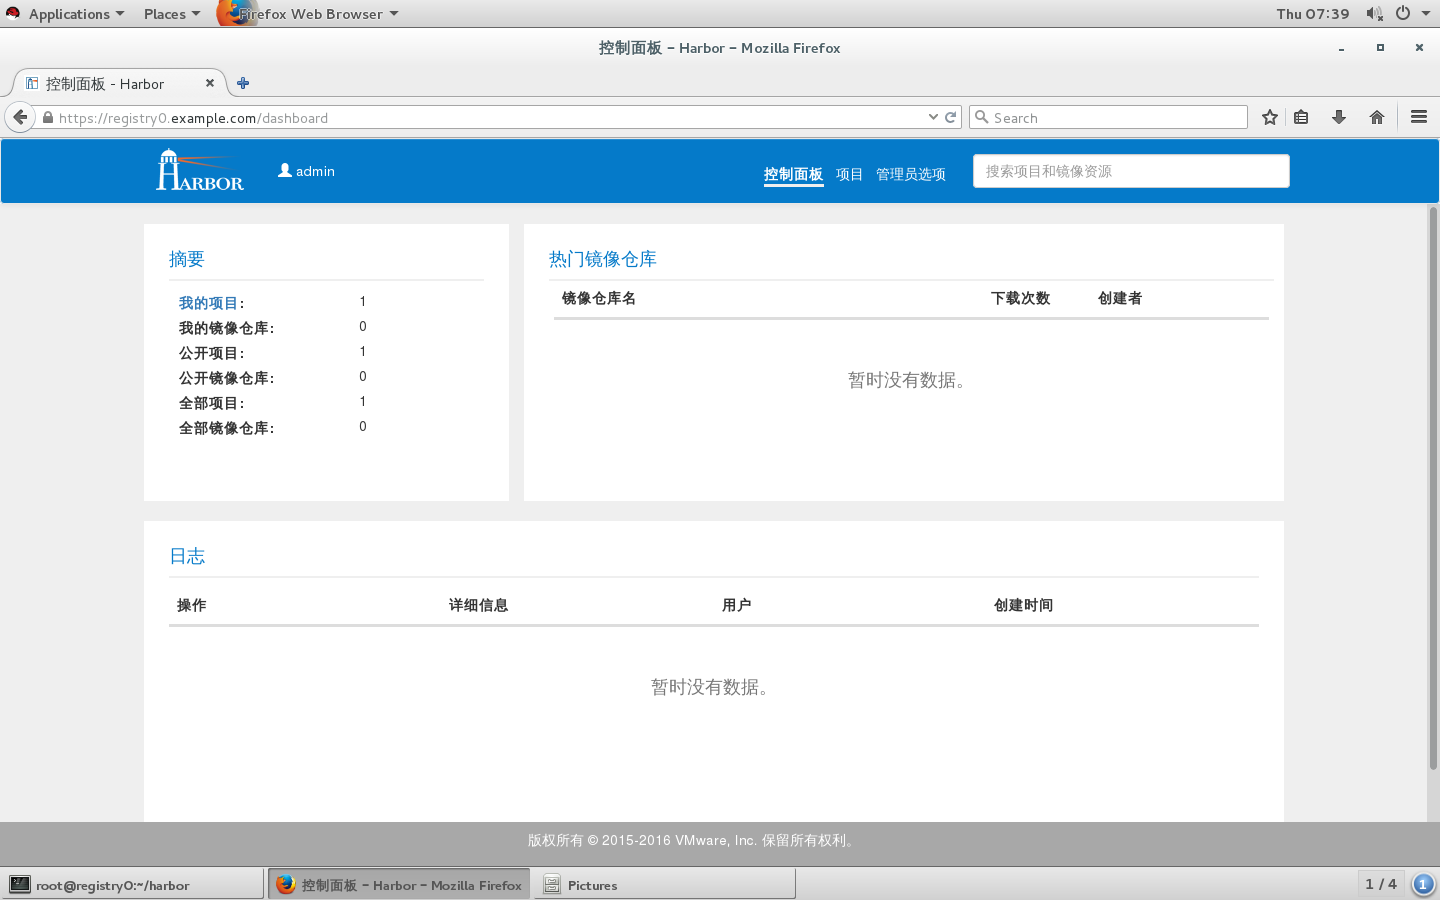 Applications Places Firefox Web Browser Thu 07:39
控制面板 - Harbor - Mozilla Firefox
控制面板 - Harbor
https://registry0.example.com/dashboard Search
HARBOR admin 控制面板 项目 管理员选项 搜索项目和镜像资源
摘要
我的项目: 1
我的镜像仓库: 0
公开项目: 1
公开镜像仓库: 0
全部项目: 1
全部镜像仓库: 0
热门镜像仓库
镜像仓库名 下载次数 创建者
暂时没有数据。
日志
操作 详细信息 用户 创建时间
暂时没有数据。
版权所有 © 2015-2016 VMware, Inc. 保留所有权利。
root@registry0:~/harbor 控制面板 - Harbor - Mozilla Firefox Pictures 1 / 4 1